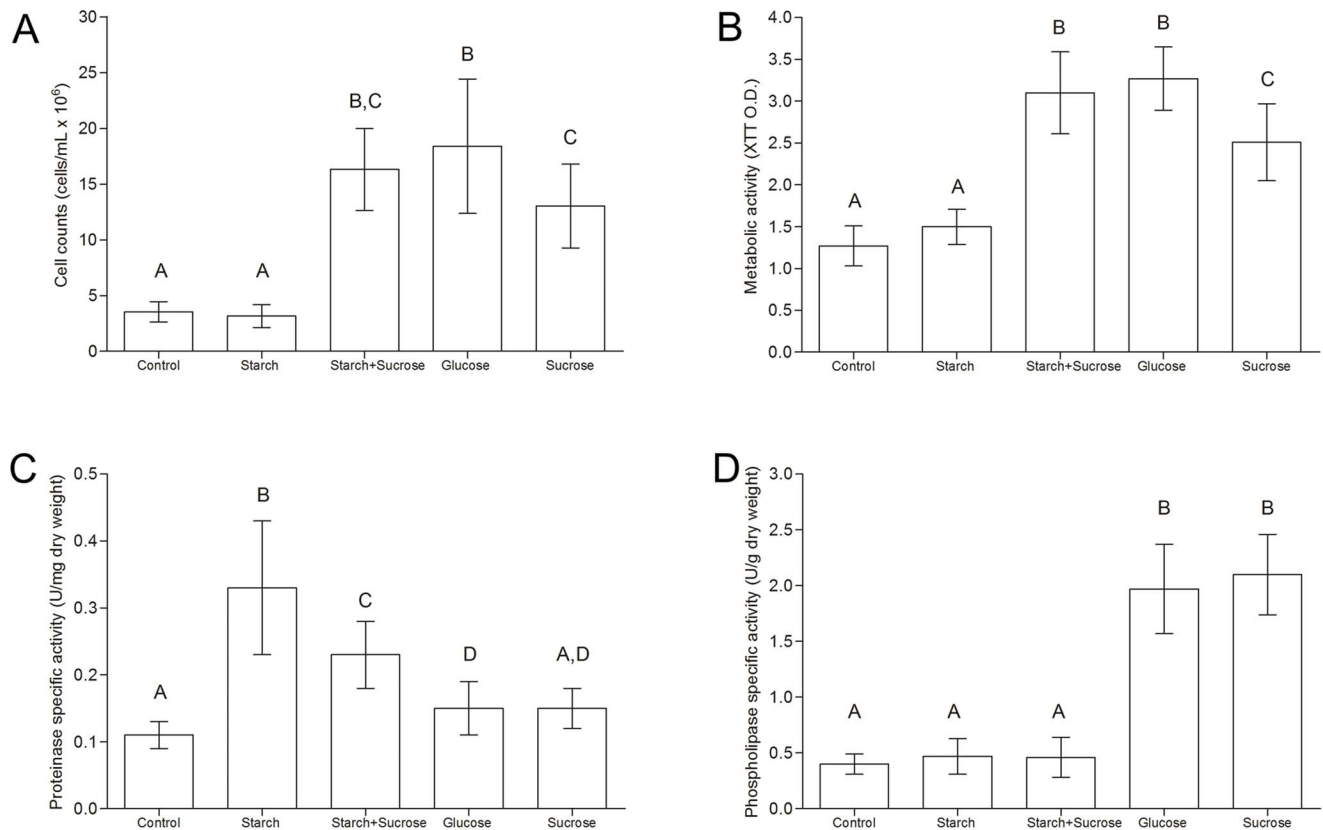 A
Cell counts (cells/mL x 10⁶)
30
25
20
15
10
5
0
A
A
B,C
B
C
Control
Starch
Starch+Sucrose
Glucose
Sucrose
B
Metabolic activity (XTT O.D.)
4.0
3.5
3.0
2.5
2.0
1.5
1.0
0.5
0.0
A
A
B
B
C
Control
Starch
Starch+Sucrose
Glucose
Sucrose
C
Proteinase specific activity (U/mg dry weight)
0.5
0.4
0.3
0.2
0.1
0.0
A
B
C
D
A,D
Control
Starch
Starch+Sucrose
Glucose
Sucrose
D
Phospholipase specific activity (U/g dry weight)
3.0
2.5
2.0
1.5
1.0
0.5
0.0
A
A
A
B
B
Control
Starch
Starch+Sucrose
Glucose
Sucrose